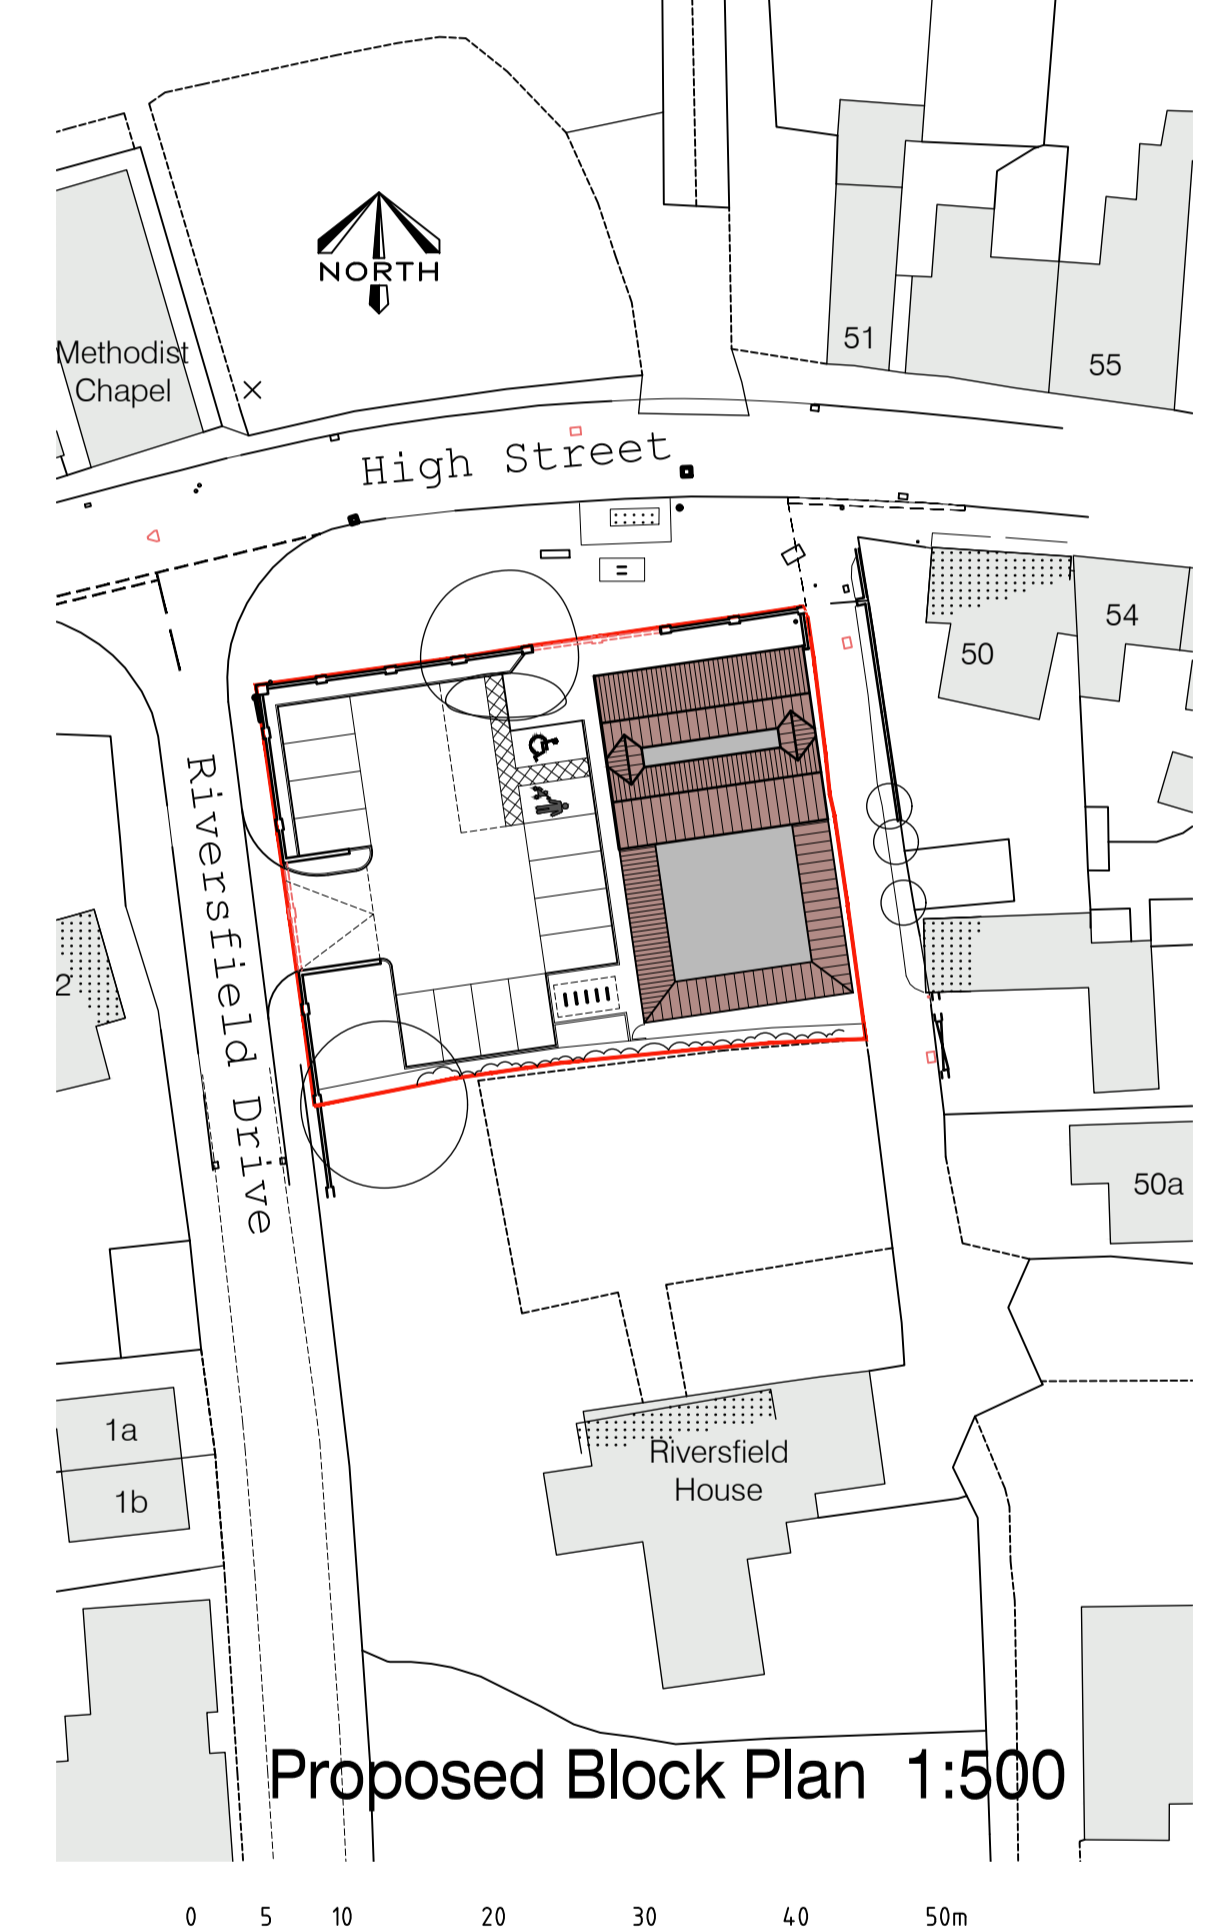 NORTH
Methodist
Chapel
51
55
High Street
50
54
Riversfield Drive
2
50a
1a
1b
Riversfield
House
Proposed Block Plan 1:500
0 5 10 20 30 40 50m